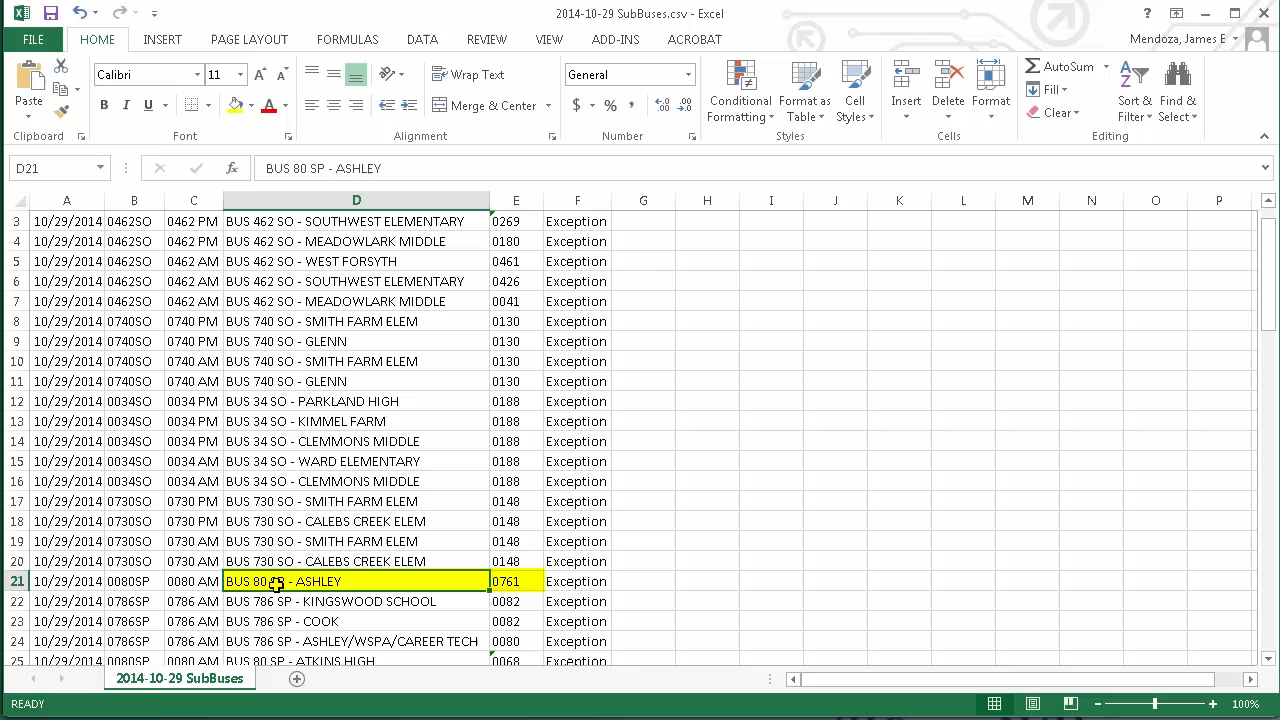 2014-10-29 SubBuses.csv - Excel
FILE HOME INSERT PAGE LAYOUT FORMULAS DATA REVIEW VIEW ADD-INS ACROBAT Mendoza, James E
Calibri 11 Wrap Text General AutoSum
Paste Conditional Formatting Format as Table Cell Styles Insert Delete Format Fill Sort & Filter Find & Select
B I U Merge & Center $ % , Clear
Clipboard Font Alignment Number Styles Cells Editing
D21 fx BUS 80 SP - ASHLEY
A B C D E F G H I J K L M N O P
3 10/29/2014 0462SO 0462 PM BUS 462 SO - SOUTHWEST ELEMENTARY 0269 Exception
4 10/29/2014 0462SO 0462 PM BUS 462 SO - MEADOWLARK MIDDLE 0180 Exception
5 10/29/2014 0462SO 0462 AM BUS 462 SO - WEST FORSYTH 0461 Exception
6 10/29/2014 0462SO 0462 AM BUS 462 SO - SOUTHWEST ELEMENTARY 0426 Exception
7 10/29/2014 0462SO 0462 AM BUS 462 SO - MEADOWLARK MIDDLE 0041 Exception
8 10/29/2014 0740SO 0740 PM BUS 740 SO - SMITH FARM ELEM 0130 Exception
9 10/29/2014 0740SO 0740 PM BUS 740 SO - GLENN 0130 Exception
10 10/29/2014 0740SO 0740 AM BUS 740 SO - SMITH FARM ELEM 0130 Exception
11 10/29/2014 0740SO 0740 AM BUS 740 SO - GLENN 0130 Exception
12 10/29/2014 0034SO 0034 PM BUS 34 SO - PARKLAND HIGH 0188 Exception
13 10/29/2014 0034SO 0034 PM BUS 34 SO - KIMMEL FARM 0188 Exception
14 10/29/2014 0034SO 0034 PM BUS 34 SO - CLEMMONS MIDDLE 0188 Exception
15 10/29/2014 0034SO 0034 AM BUS 34 SO - WARD ELEMENTARY 0188 Exception
16 10/29/2014 0034SO 0034 AM BUS 34 SO - CLEMMONS MIDDLE 0188 Exception
17 10/29/2014 0730SO 0730 PM BUS 730 SO - SMITH FARM ELEM 0148 Exception
18 10/29/2014 0730SO 0730 PM BUS 730 SO - CALEBS CREEK ELEM 0148 Exception
19 10/29/2014 0730SO 0730 AM BUS 730 SO - SMITH FARM ELEM 0148 Exception
20 10/29/2014 0730SO 0730 AM BUS 730 SO - CALEBS CREEK ELEM 0148 Exception
21 10/29/2014 0080SP 0080 AM BUS 80 - ASHLEY 0761 Exception
22 10/29/2014 0786SP 0786 AM BUS 786 SP - KINGSWOOD SCHOOL 0082 Exception
23 10/29/2014 0786SP 0786 AM BUS 786 SP - COOK 0082 Exception
24 10/29/2014 0786SP 0786 AM BUS 786 SP - ASHLEY/WSPA/CAREER TECH 0080 Exception
25 10/29/2014 0080SP 0080 AM BUS 80 SP - ATKINS HIGH 0068 Exception
2014-10-29 SubBuses
READY 100%